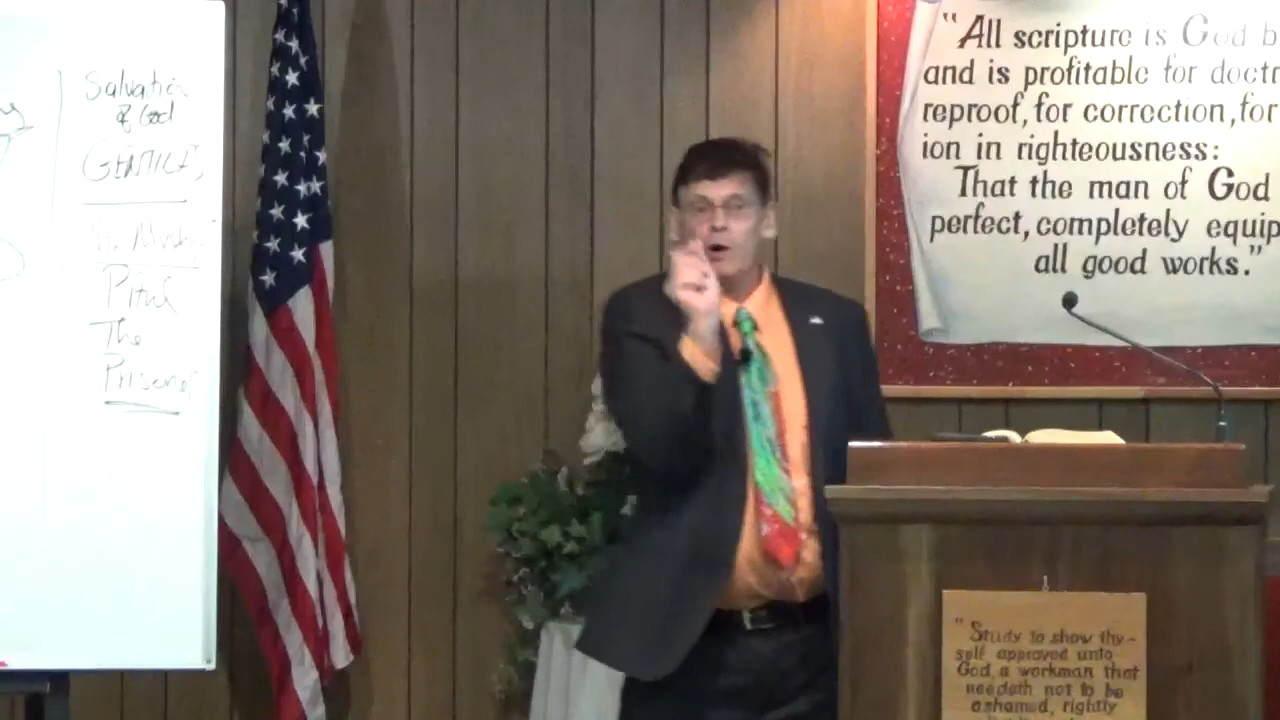 Salvation
of God
GENTILES
Paul
The
Prisoner
"All scripture is God b
and is profitable for doctr
reproof, for correction, for
ion in righteousness:
That the man of God
perfect, completely equip
all good works."
"Study to show thy-
self approved unto
God, a workman that
needeth not to be
ashamed, rightly